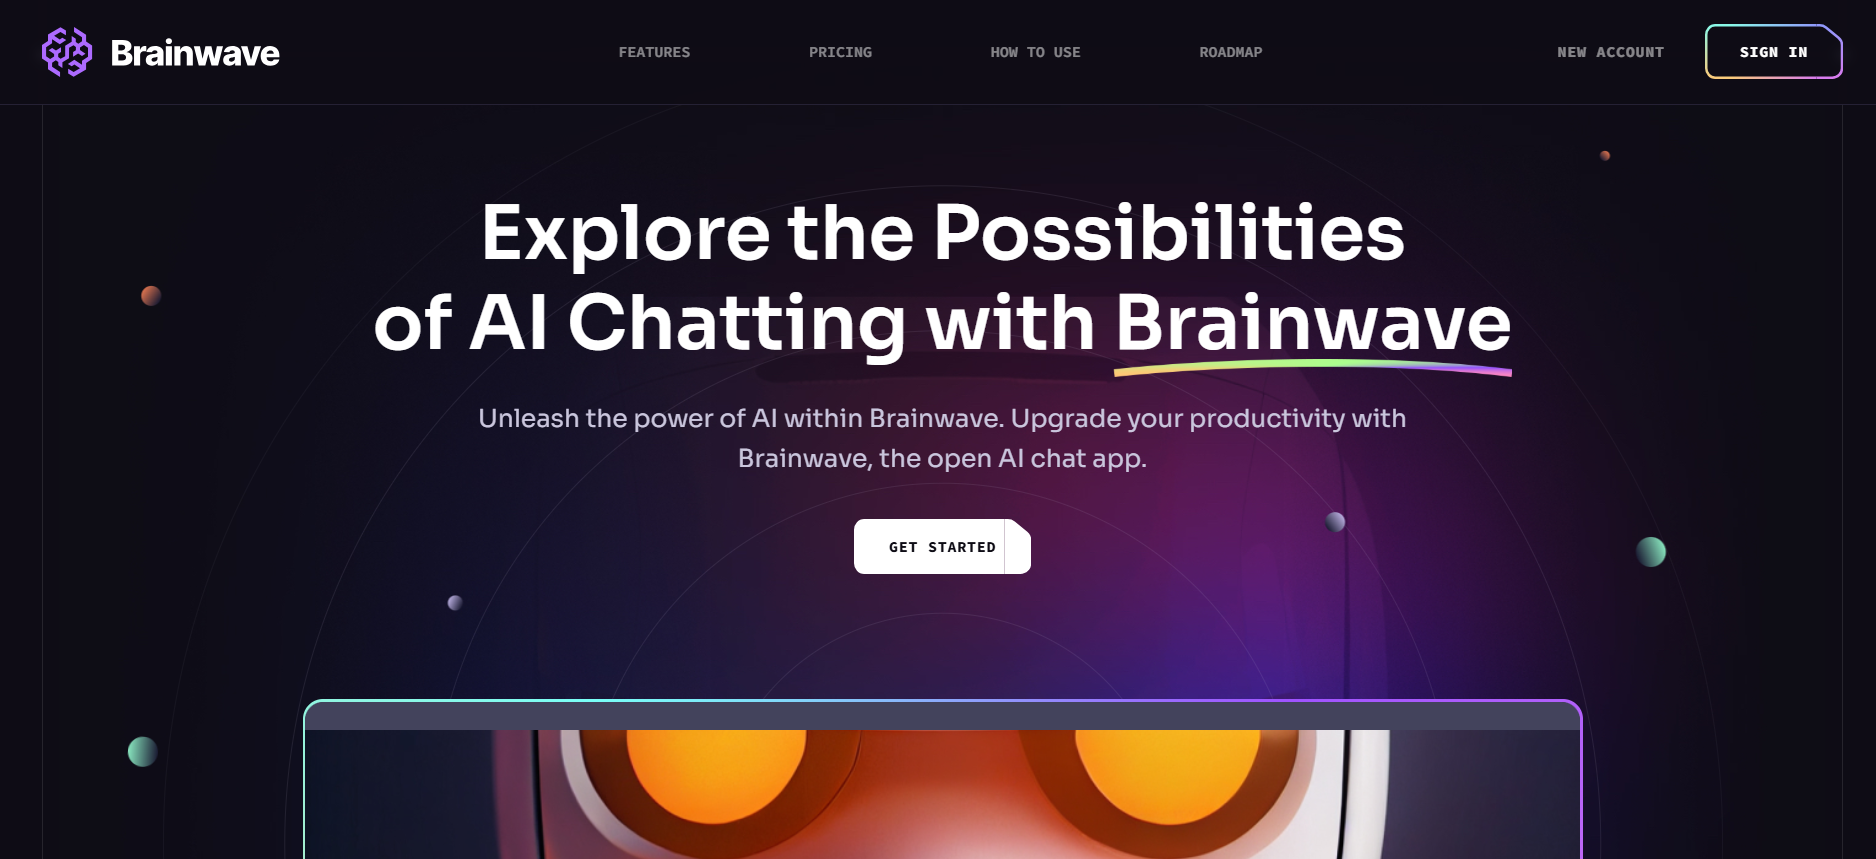 Brainwave
FEATURES
PRICING
HOW TO USE
ROADMAP
NEW ACCOUNT
SIGN IN
Explore the Possibilities
of AI Chatting with Brainwave
Unleash the power of AI within Brainwave. Upgrade your productivity with
Brainwave, the open AI chat app.
GET STARTED